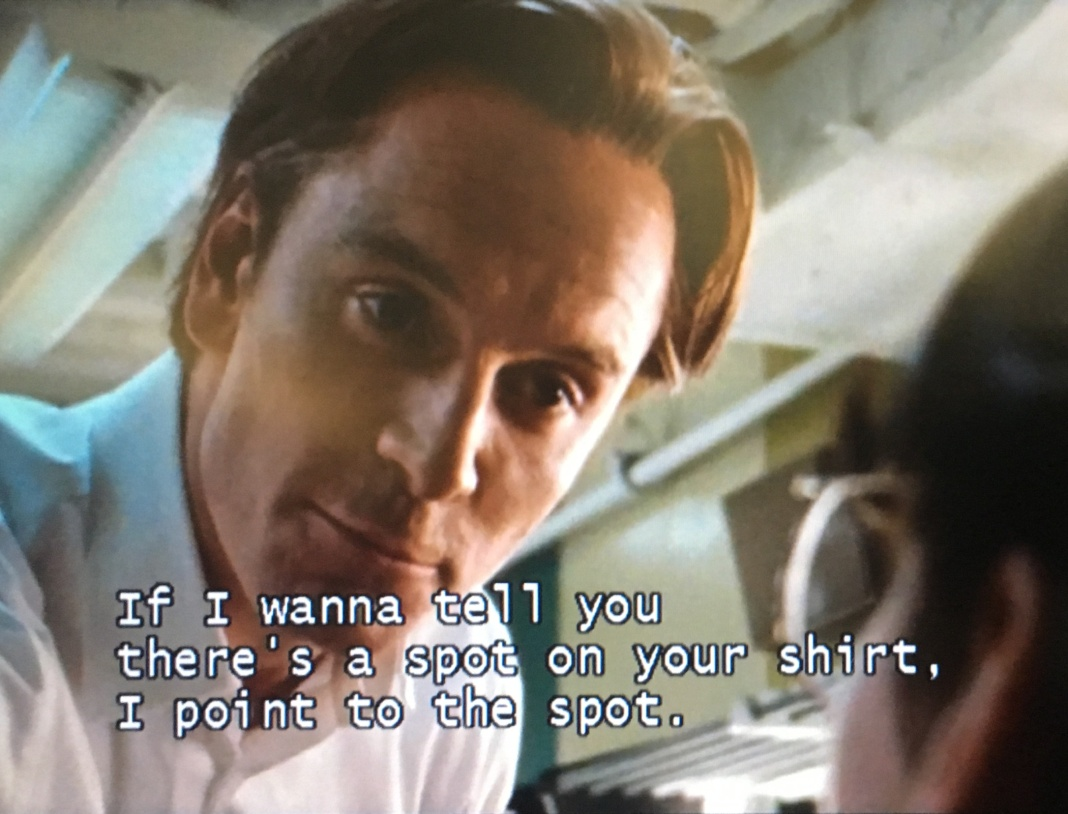 If I wanna tell you
there's a spot on your shirt,
I point to the spot.